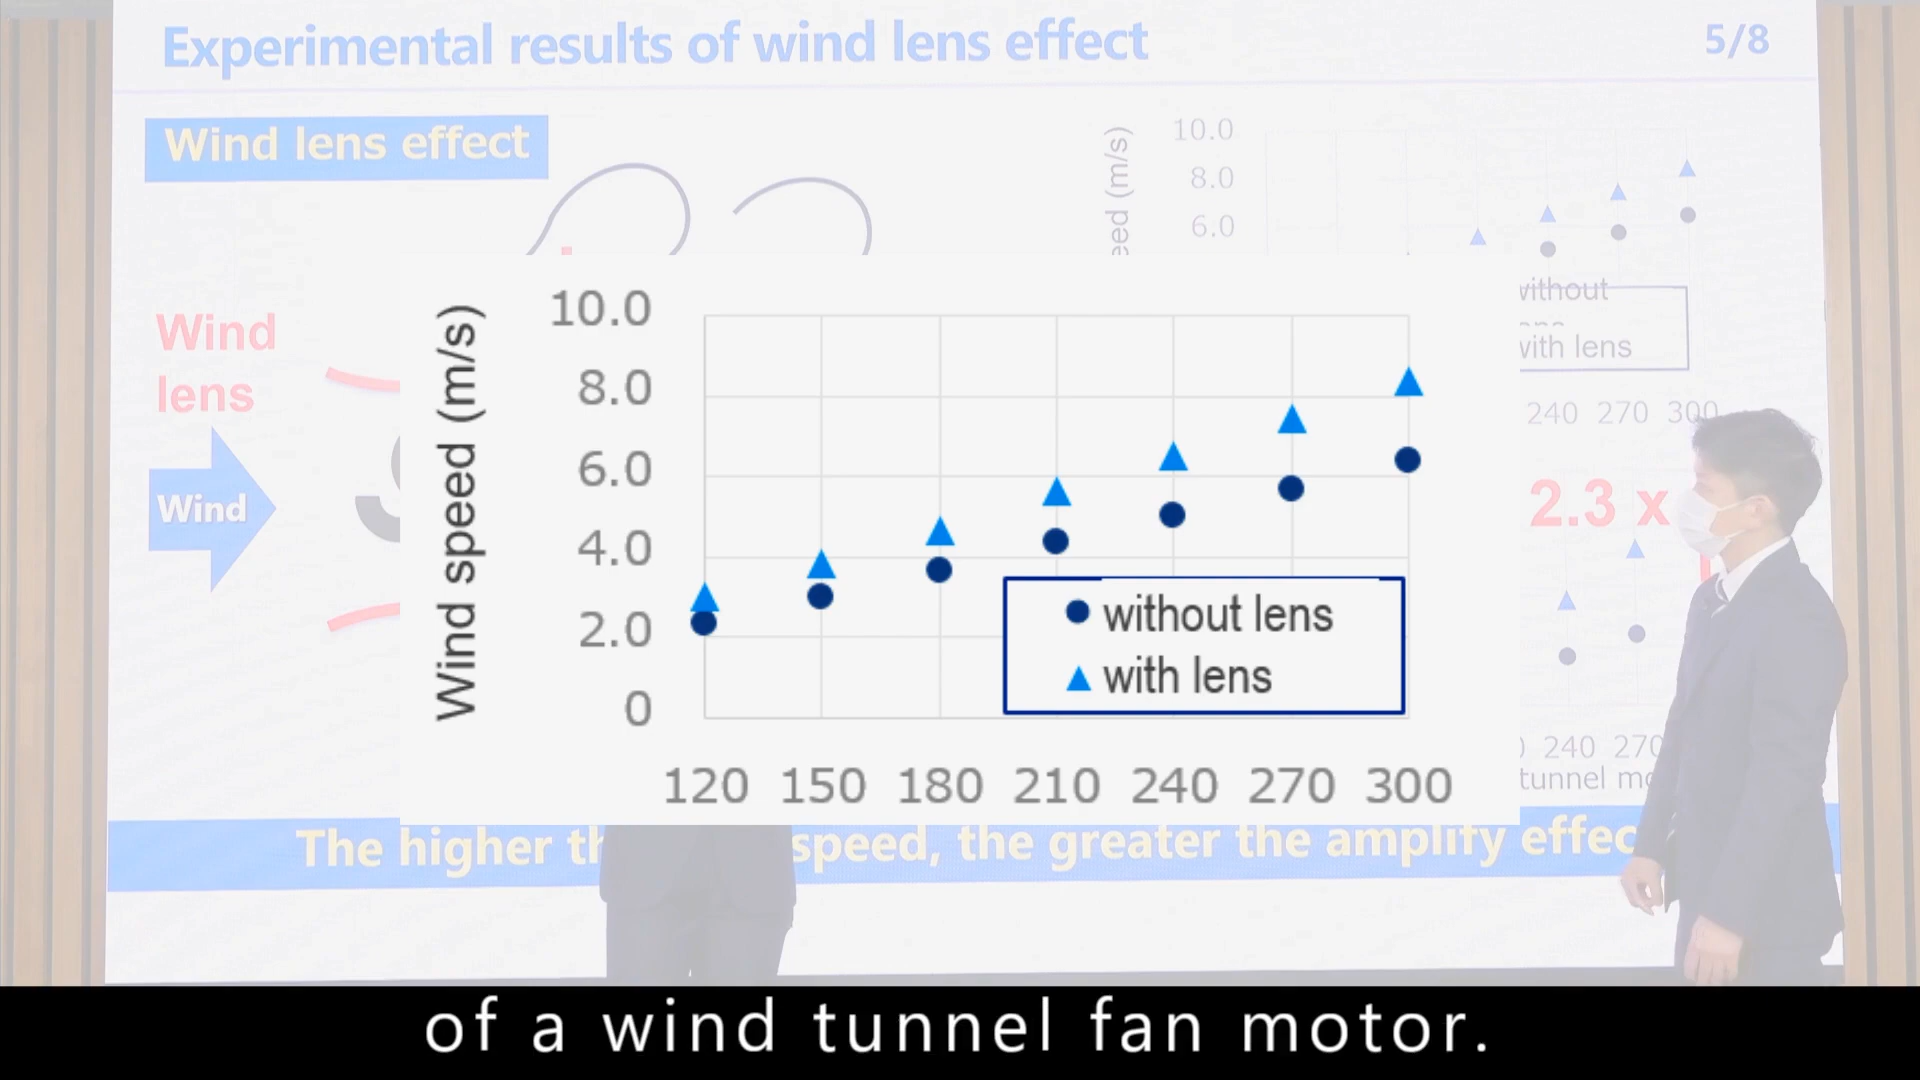 Experimental results of wind lens effect
5/8
Wind lens effect
10.0
8.0
6.0
(m/s)
Wind
lens
Wind
without
with lens
240 270 300
2.3 x
240 270
tunnel
Wind speed (m/s)
10.0
8.0
6.0
4.0
2.0
0
without lens
with lens
120 150 180 210 240 270 300
The higher
speed, the greater the amplify
of a wind tunnel fan motor.